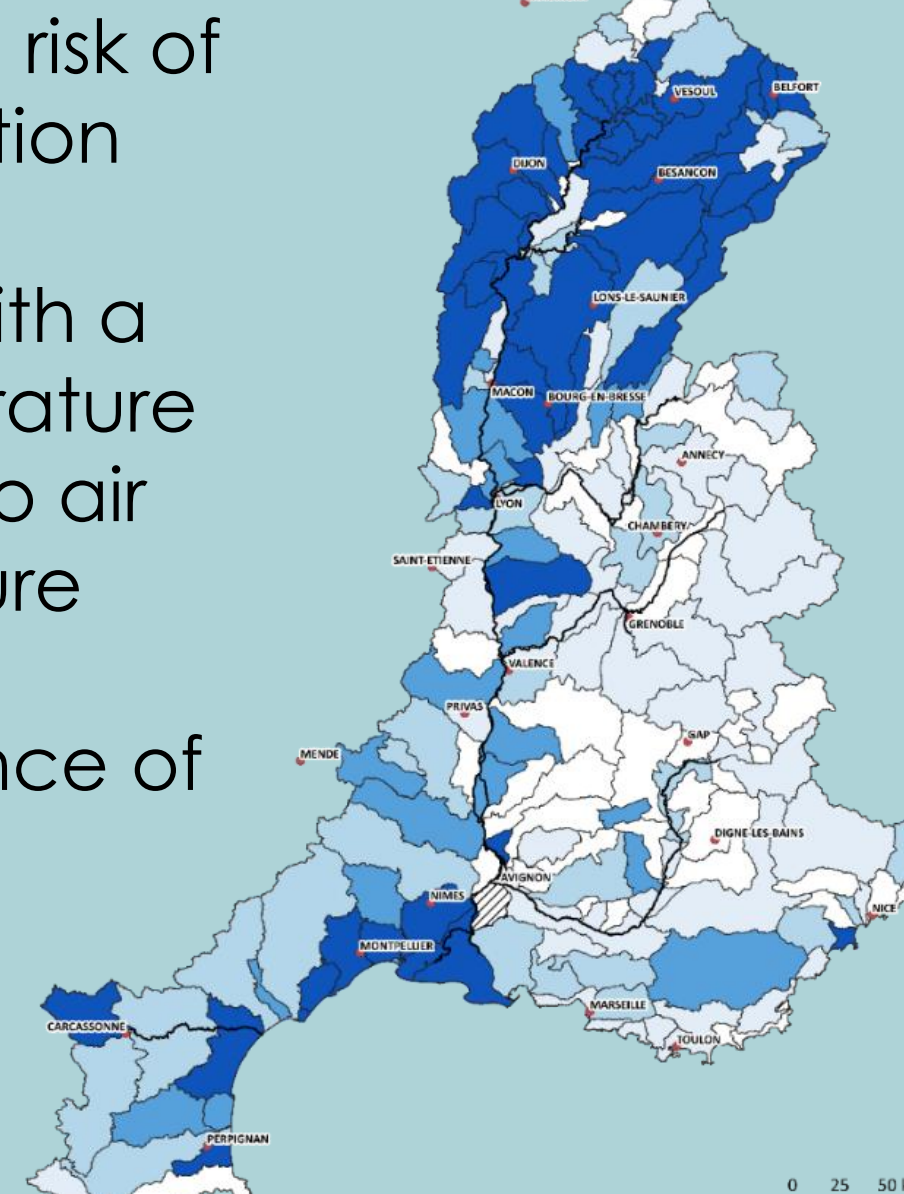 risk of
tion
ith a
rature
o air
ure
nce of
VESOUL
BELFORT
DIJON
BESANCON
LONS-LE-SAUNIER
MACON
BOURG-EN-BRESSE
ANNECY
LYON
CHAMBERY
SAINT-ETIENNE
GRENOBLE
VALENCE
PRIVAS
GAP
MENDE
DIGNE-LES-BAINS
AVIGNON
NIMES
NICE
MONTPELLIER
MARSEILLE
CARCASSONNE
TOULON
PERPIGNAN
0 25 50